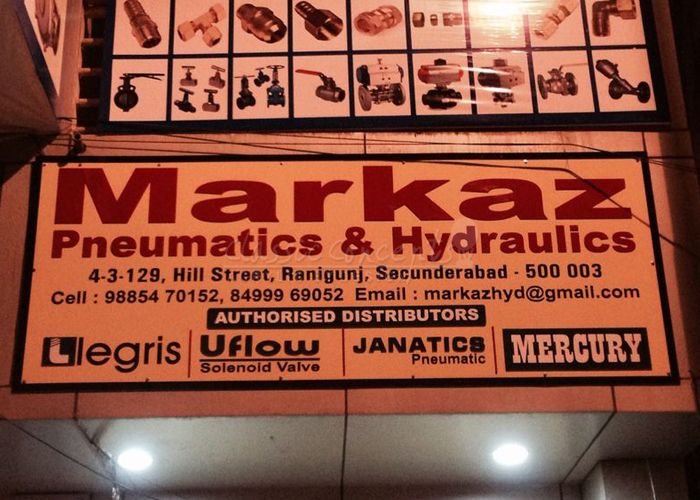 Markaz
Pneumatics & Hydraulics
4-3-129, Hill Street, Ranigunj, Secunderabad - 500 003
Cell : 98854 70152, 84999 69052 Email : markazhyd@gmail.com
AUTHORISED DISTRIBUTORS
legris
Uflow
Solenoid Valve
JANATICS
Pneumatic
MERCURY